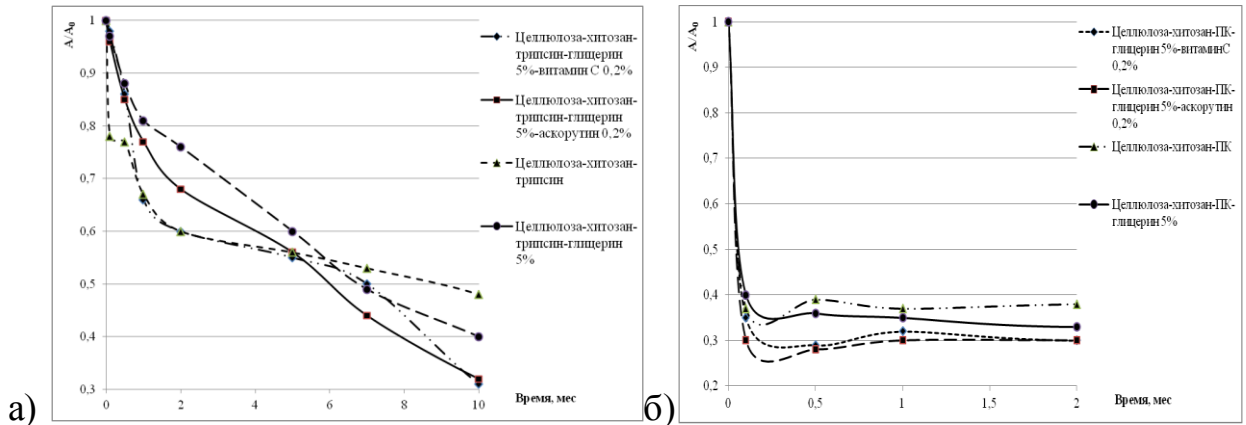 A/A₀
1
0,9
0,8
0,7
0,6
0,5
0,4
0,3
0
2
4
6
8
10
Время, мес
Целлюлоза-хитозан-
трипсин-глицерин
5%-витамин С 0,2%
Целлюлоза-хитозан-
трипсин-глицерин
5%-аскорутин 0,2%
Целлюлоза-хитозан-
трипсин
Целлюлоза-хитозан-
трипсин-глицерин
5%
а)
A/A₀
1
0,9
0,8
0,7
0,6
0,5
0,4
0,3
0,2
0
0,5
1
1,5
2
Время, мес
Целлюлоза-хитозан-ПК-
глицерин 5%-витаминС
0,2%
Целлюлоза-хитозан-ПК-
глицерин 5%-аскорутин
0,2%
Целлюлоза-хитозан-ПК
Целлюлоза-хитозан-ПК-
глицерин 5%
б)